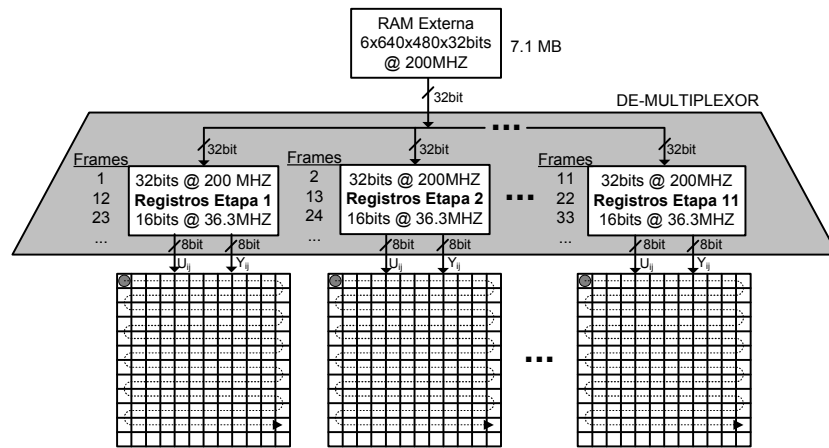 RAM Externa
6x640x480x32bits
@ 200MHZ
7.1 MB
32bit
DE-MULTIPLEXOR
...
32bit
32bit
32bit
Frames
1
12
23
...
32bits @ 200 MHZ
Registros Etapa 1
16bits @ 36.3MHZ
Frames
2
13
24
...
32bits @ 200MHZ
Registros Etapa 2
16bits @ 36.3MHZ
...
11
22
33
...
32bits @ 200MHZ
Registros Etapa 11
16bits @ 36.3MHZ
8bit
8bit
8bit
8bit
8bit
8bit
Uij
Yij
Uij
Yij
Uij
Yij
...